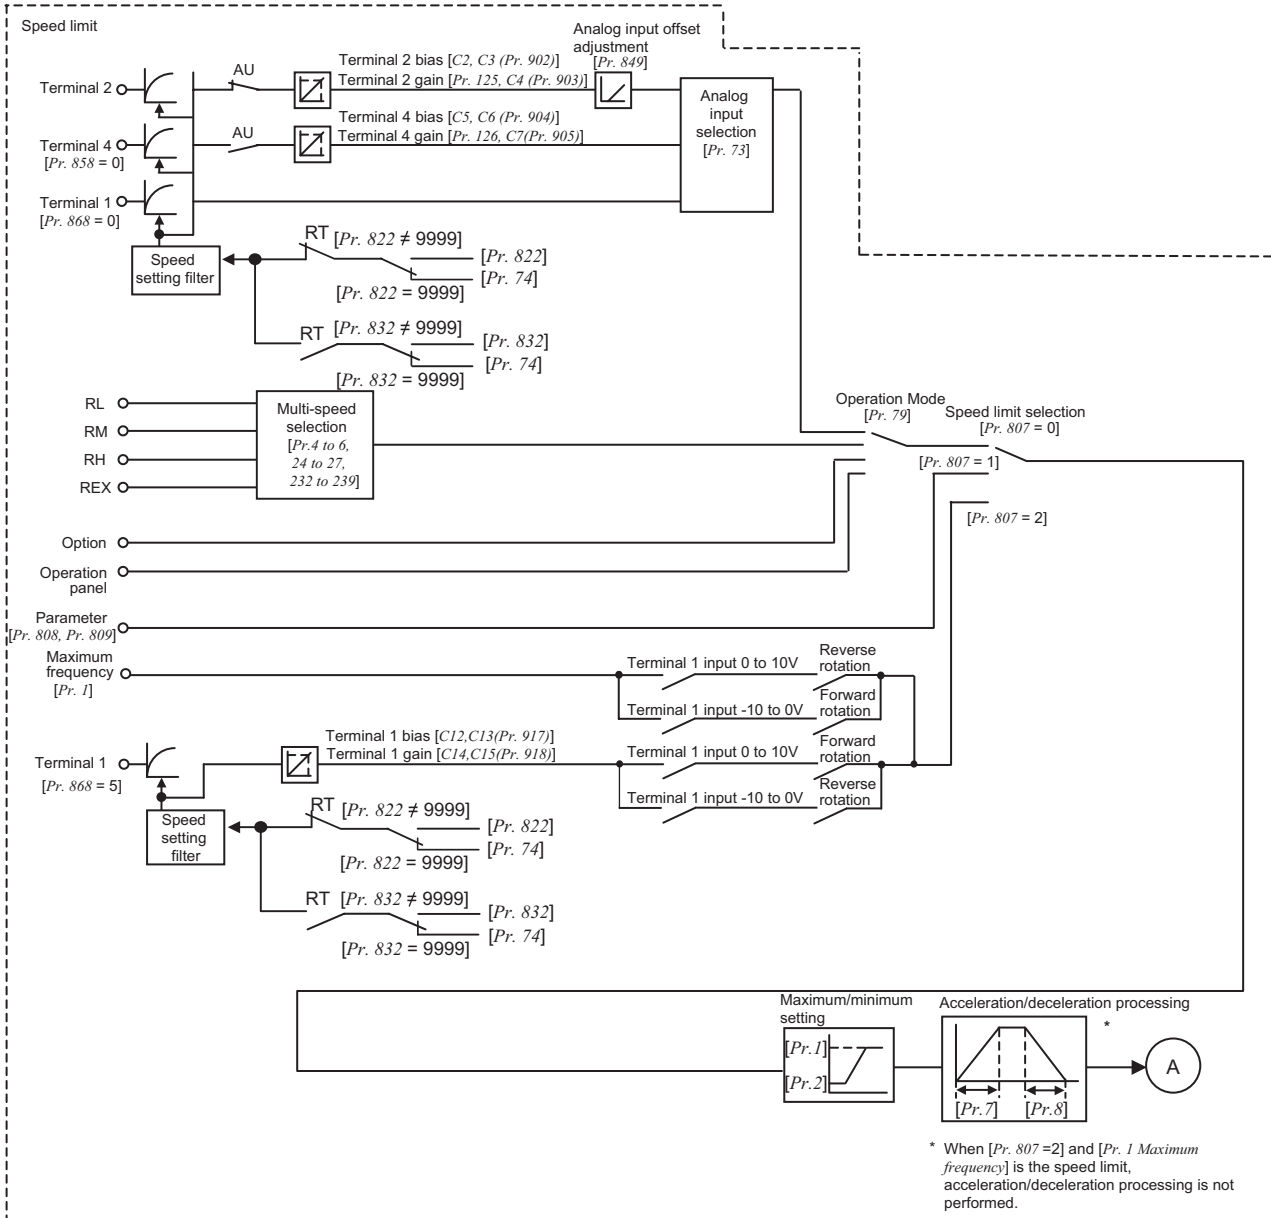 Speed limit
Analog input offset
adjustment
[Pr. 849]
Terminal 2
AU
Terminal 2 bias [C2, C3 (Pr. 902)]
Terminal 2 gain [Pr. 125, C4 (Pr. 903)]
Analog
input
selection
[Pr. 73]
Terminal 4
[Pr. 858 = 0]
AU
Terminal 4 bias [C5, C6 (Pr. 904)]
Terminal 4 gain [Pr. 126, C7(Pr. 905)]
Terminal 1
[Pr. 868 = 0]
Speed
setting filter
RT [Pr. 822 ≠ 9999]
[Pr. 822]
[Pr. 74]
[Pr. 822 = 9999]
RT [Pr. 832 ≠ 9999]
[Pr. 832]
[Pr. 74]
[Pr. 832 = 9999]
RL
RM
RH
REX
Multi-speed
selection
[Pr.4 to 6,
24 to 27,
232 to 239]
Operation Mode
[Pr. 79]
Speed limit selection
[Pr. 807 = 0]
[Pr. 807 = 1]
[Pr. 807 = 2]
Option
Operation
panel
Parameter
[Pr. 808, Pr. 809]
Maximum
frequency
[Pr. 1]
Terminal 1 input 0 to 10V
Reverse
rotation
Terminal 1 input -10 to 0V
Forward
rotation
Terminal 1
[Pr. 868 = 5]
Terminal 1 bias [C12,C13(Pr. 917)]
Terminal 1 gain [C14,C15(Pr. 918)]
Terminal 1 input 0 to 10V
Forward
rotation
Terminal 1 input -10 to 0V
Reverse
rotation
Speed
setting
filter
RT [Pr. 822 ≠ 9999]
[Pr. 822]
[Pr. 74]
[Pr. 822 = 9999]
RT [Pr. 832 ≠ 9999]
[Pr. 832]
[Pr. 74]
[Pr. 832 = 9999]
Maximum/minimum
setting
[Pr.1]
[Pr.2]
Acceleration/deceleration processing
*
[Pr.7]
[Pr.8]
A
* When [Pr. 807 =2] and [Pr. 1 Maximum
frequency] is the speed limit,
acceleration/deceleration processing is not
performed.